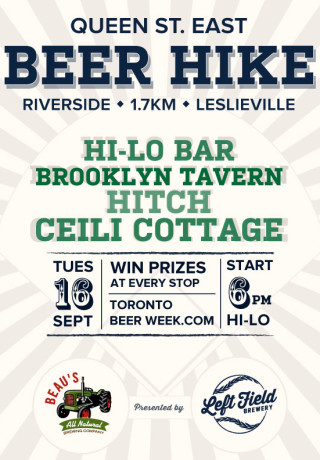 QUEEN ST. EAST
BEER HIKE
RIVERSIDE • 1.7KM • LESLIEVILLE
HI-LO BAR
BROOKLYN TAVERN
HITCH
CEILI COTTAGE
TUES
16
SEPT
WIN PRIZES
AT EVERY STOP
TORONTO
BEER WEEK.COM
START
6PM
HI-LO
BEAU'S
All Natural
BREWING COMPANY
Presented by
Left Field
BREWERY